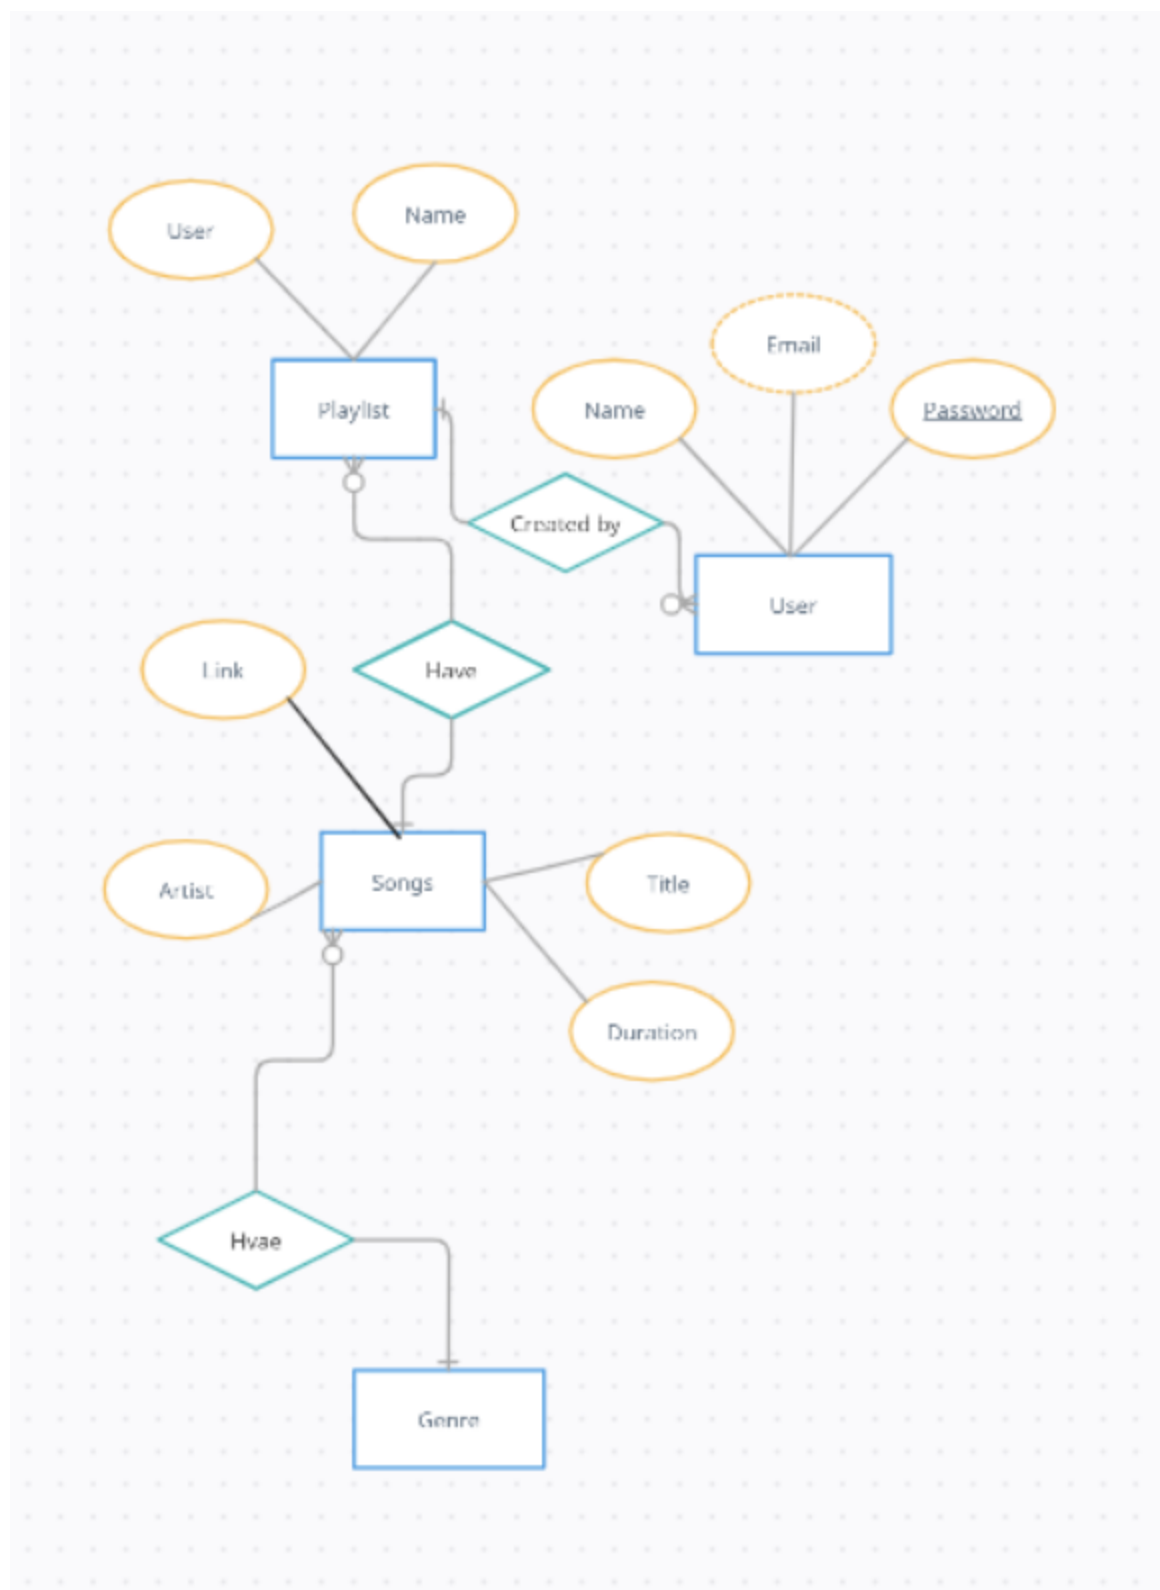 User
Name
Email
Name
Password
Playlist
Created by
User
Link
Have
Songs
Title
Artist
Duration
Hvae
Genre